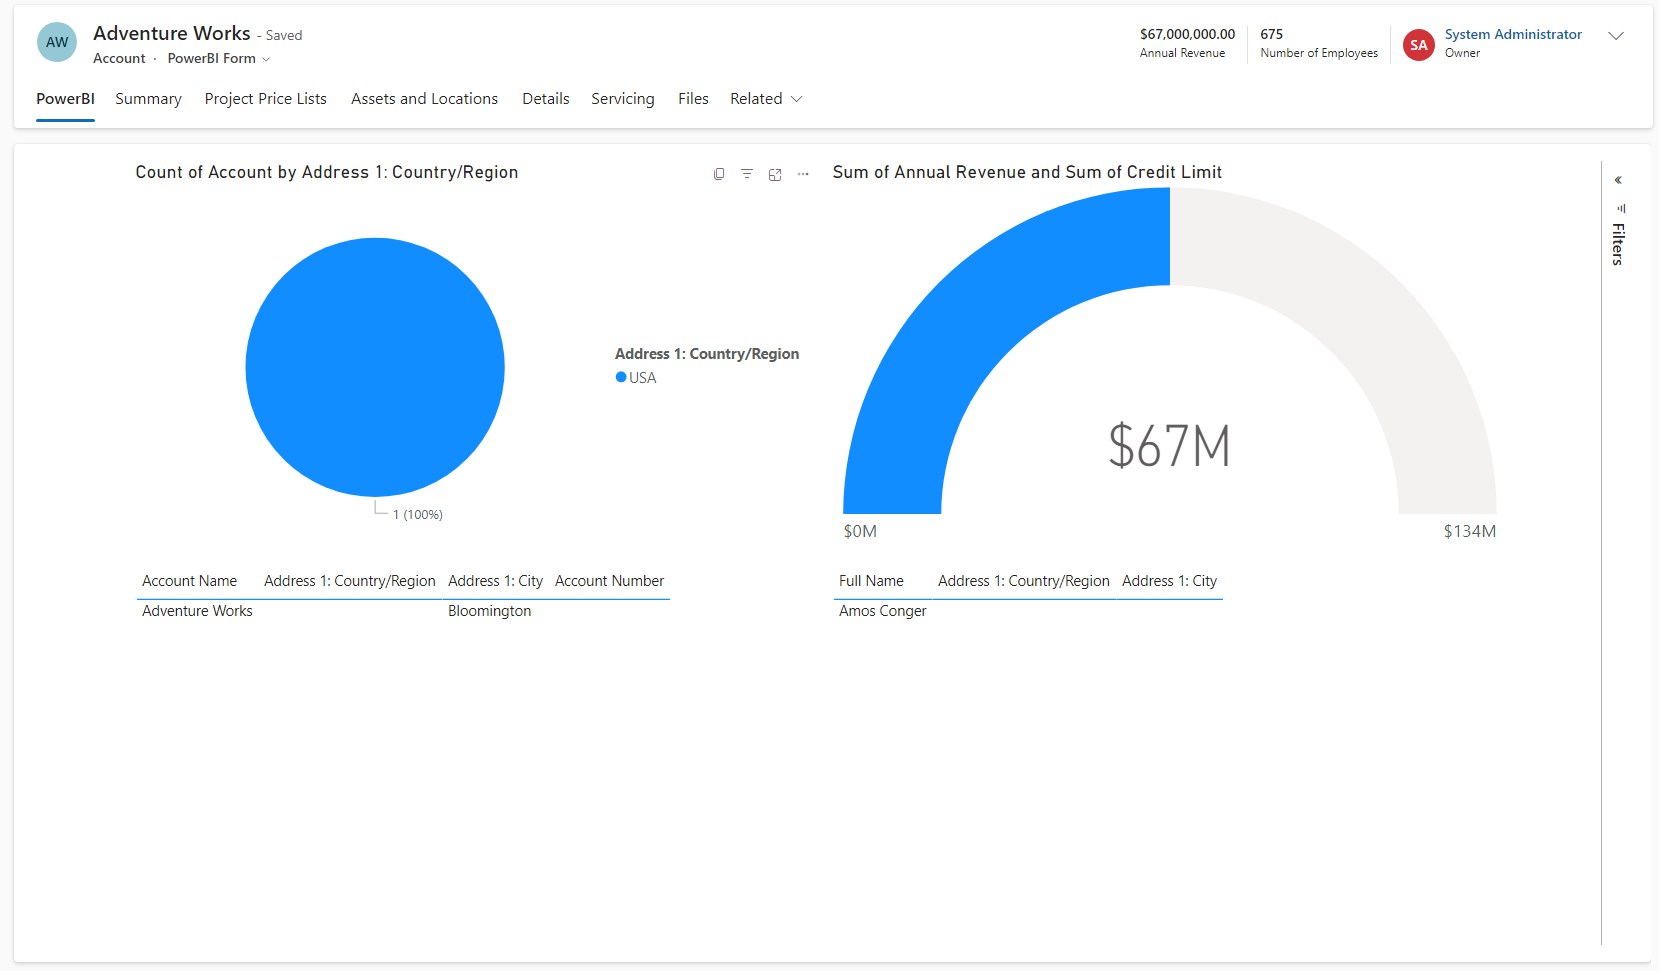 AW
Adventure Works - Saved
Account · PowerBI Form
$67,000,000.00
Annual Revenue
675
Number of Employees
SA
System Administrator
Owner
PowerBI Summary Project Price Lists Assets and Locations Details Servicing Files Related
Count of Account by Address 1: Country/Region
Address 1: Country/Region
USA
1 (100%)
Sum of Annual Revenue and Sum of Credit Limit
$67M
$0M
$134M
Filters
Account Name Address 1: Country/Region Address 1: City Account Number
Adventure Works Bloomington
Full Name Address 1: Country/Region Address 1: City
Amos Conger